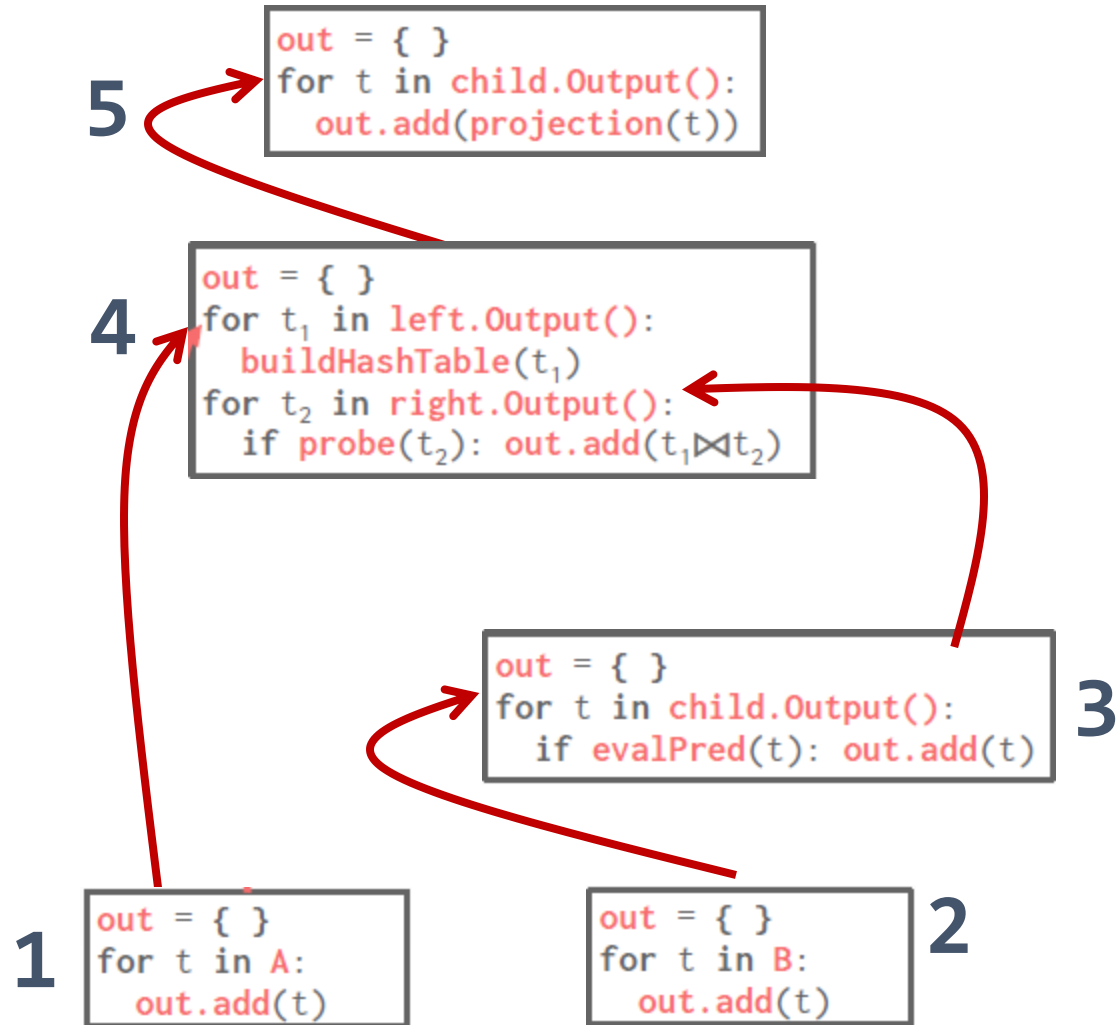 5
out = { }
for t in child.Output():
  out.add(projection(t))
4
out = { }
for t₁ in left.Output():
  buildHashTable(t₁)
for t₂ in right.Output():
  if probe(t₂): out.add(t₁⋈t₂)
3
out = { }
for t in child.Output():
  if evalPred(t): out.add(t)
1
out = { }
for t in A:
  out.add(t)
2
out = { }
for t in B:
  out.add(t)